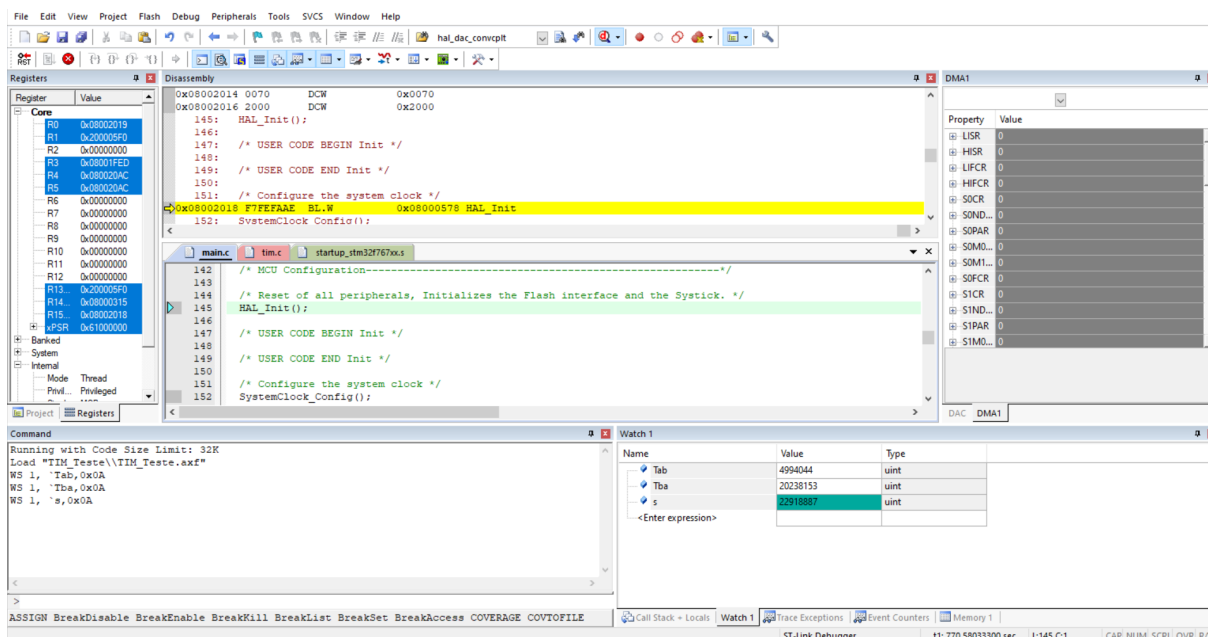 File Edit View Project Flash Debug Peripherals Tools SVCS Window Help
hal_dac_convcplt
RST
Registers
Register Value
Core
R0 0x08002019
R1 0x200005F0
R2 0x00000000
R3 0x08001FED
R4 0x080020AC
R5 0x080020AC
R6 0x00000000
R7 0x00000000
R8 0x00000000
R9 0x00000000
R10 0x00000000
R11 0x00000000
R12 0x00000000
R13... 0x200005F0
R14... 0x08000315
R15... 0x08002018
xPSR 0x61000000
Banked
System
Internal
Mode Thread
Privil... Privileged
Project Registers
Disassembly
0x08002014 0070 DCW 0x0070
0x08002016 2000 DCW 0x2000
145: HAL_Init();
146:
147: /* USER CODE BEGIN Init */
148:
149: /* USER CODE END Init */
150:
151: /* Configure the system clock */
0x08002018 F7FEFAAE BL.W 0x08000578 HAL_Init
152: SystemClock_Config();
main.c tim.c startup_stm32f767xx.s
142 /* MCU Configuration---------------------------------------------------------*/
143
144 /* Reset of all peripherals, Initializes the Flash interface and the Systick. */
145 HAL_Init();
146
147 /* USER CODE BEGIN Init */
148
149 /* USER CODE END Init */
150
151 /* Configure the system clock */
152 SystemClock_Config();
DMA1
Property Value
LISR 0
HISR 0
LIFCR 0
HIFCR 0
S0CR 0
S0ND... 0
S0PAR 0
S0M0... 0
S0M1... 0
S0FCR 0
S1CR 0
S1ND... 0
S1PAR 0
S1M0... 0
DAC DMA1
Command
Running with Code Size Limit: 32K
Load "TIM_Teste\\TIM_Teste.axf"
WS 1, `Tab,0x0A
WS 1, `Tba,0x0A
WS 1, `s,0x0A
>
ASSIGN BreakDisable BreakEnable BreakKill BreakList BreakSet BreakAccess COVERAGE COVTOFILE
Watch 1
Name Value Type
Tab 4994044 uint
Tba 20238153 uint
s 22918887 uint
<Enter expression>
Call Stack + Locals Watch 1 Trace Exceptions Event Counters Memory 1
ST-Link Debugger t1: 770.58033300 sec L:145 C:1 CAP NUM SCRL OVR